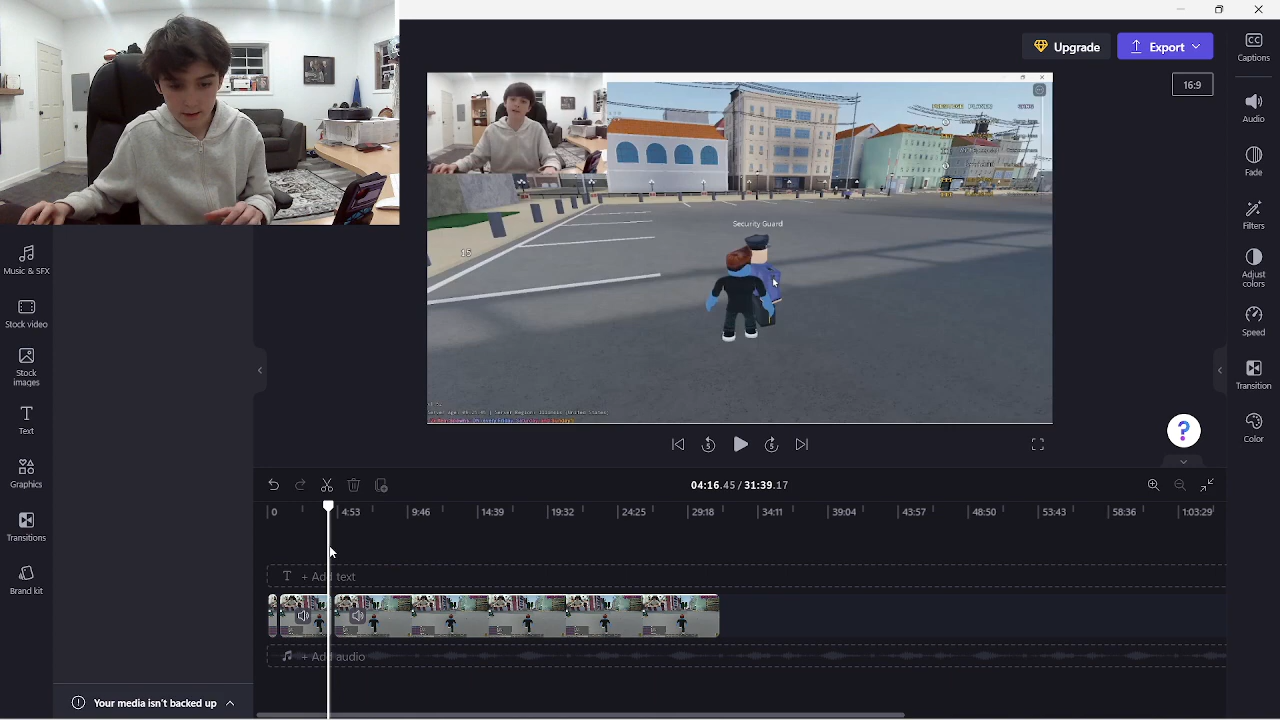 Upgrade
Export
Captions
16:9
Audio
Fade
Security Guard
Filters
15
Music & SFX
Adjust
colors
Stock video
Speed
Stock
images
Transition
Text
Color
Graphics
04:16.45 / 31:39.17
0
4:53
9:46
14:39
19:32
24:25
29:18
34:11
39:04
43:57
48:50
53:43
58:36
1:03:29
Transitions
T + Add text
Brand kit
+ Add audio
Your media isn't backed up